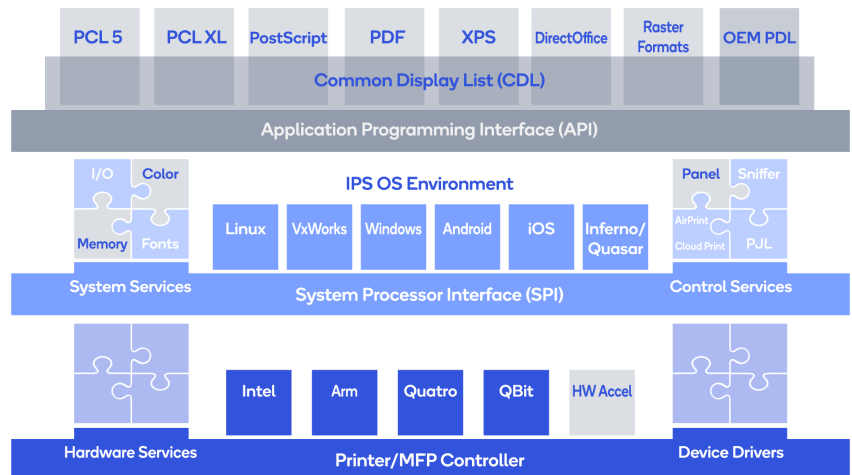 PCL 5
PCL XL
PostScript
PDF
XPS
DirectOffice
Raster
Formats
OEM PDL
Common Display List (CDL)
Application Programming Interface (API)
I/O
Color
Memory
Fonts
System Services
IPS OS Environment
Linux
VxWorks
Windows
Android
iOS
Inferno/
Quasar
Panel
Sniffer
AirPrint
Cloud Print
PJL
Control Services
System Processor Interface (SPI)
Intel
Arm
Quatro
QBit
HW Accel
Hardware Services
Printer/MFP Controller
Device Drivers